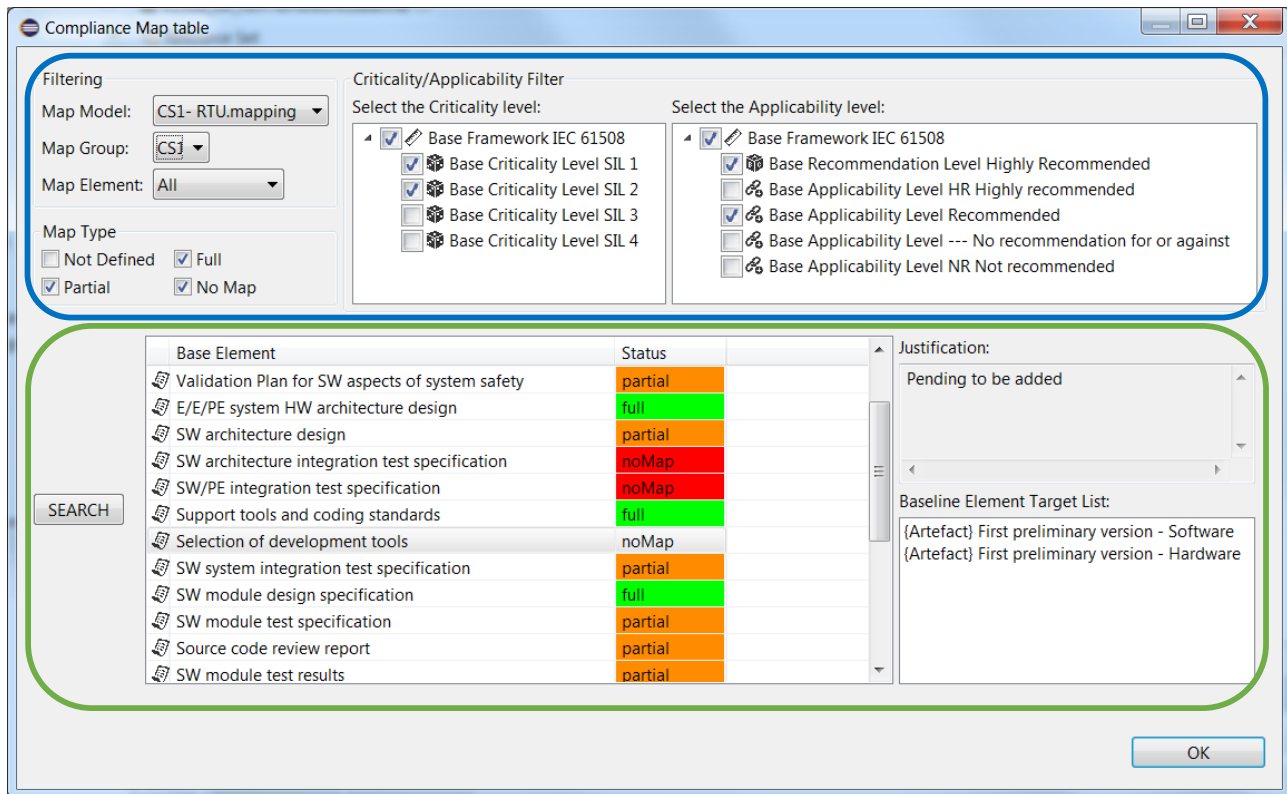 Compliance Map table
Filtering
Map Model: CS1- RTU.mapping
Map Group: CS1
Map Element: All
Map Type
Not Defined Full
Partial No Map
Criticality/Applicability Filter
Select the Criticality level:
Base Framework IEC 61508
Base Criticality Level SIL 1
Base Criticality Level SIL 2
Base Criticality Level SIL 3
Base Criticality Level SIL 4
Select the Applicability level:
Base Framework IEC 61508
Base Recommendation Level Highly Recommended
Base Applicability Level HR Highly recommended
Base Applicability Level Recommended
Base Applicability Level --- No recommendation for or against
Base Applicability Level NR Not recommended
SEARCH
Base Element Status
Validation Plan for SW aspects of system safety partial
E/E/PE system HW architecture design full
SW architecture design partial
SW architecture integration test specification noMap
SW/PE integration test specification noMap
Support tools and coding standards full
Selection of development tools noMap
SW system integration test specification partial
SW module design specification full
SW module test specification partial
Source code review report partial
SW module test results partial
Justification:
Pending to be added
Baseline Element Target List:
{Artefact} First preliminary version - Software
{Artefact} First preliminary version - Hardware
OK